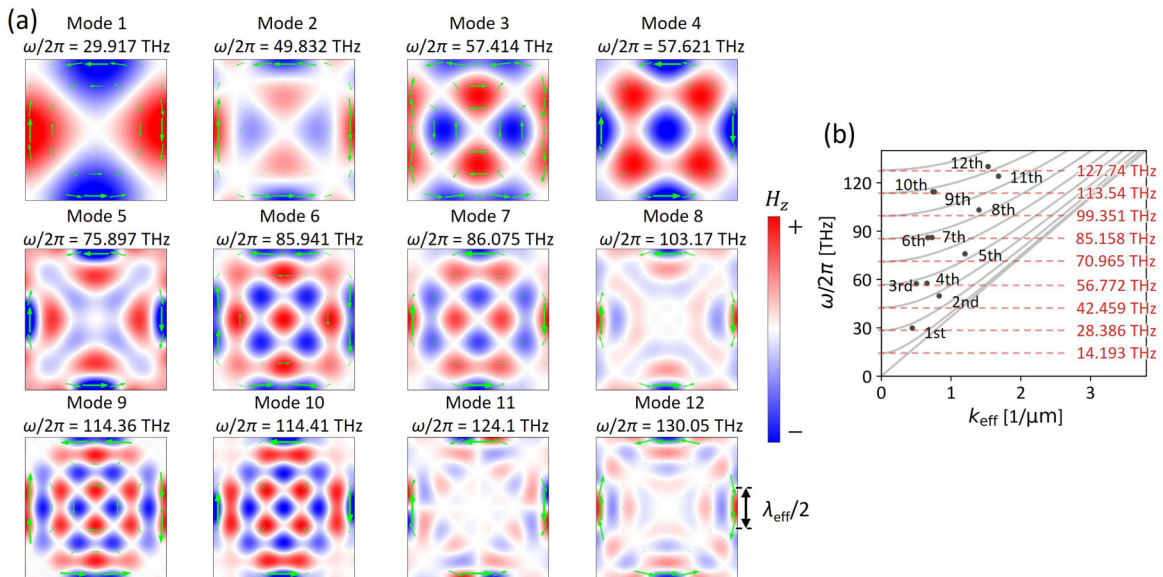 (a)
Mode 1
ω/2π = 29.917 THz
Mode 2
ω/2π = 49.832 THz
Mode 3
ω/2π = 57.414 THz
Mode 4
ω/2π = 57.621 THz
Mode 5
ω/2π = 75.897 THz
Mode 6
ω/2π = 85.941 THz
Mode 7
ω/2π = 86.075 THz
Mode 8
ω/2π = 103.17 THz
Mode 9
ω/2π = 114.36 THz
Mode 10
ω/2π = 114.41 THz
Mode 11
ω/2π = 124.1 THz
Mode 12
ω/2π = 130.05 THz
λeff/2
Hz
+
−
(b)
ω/2π [THz]
120
90
60
30
0
12th
11th
10th
9th
8th
6th
7th
5th
3rd
4th
2nd
1st
127.74 THz
113.54 THz
99.351 THz
85.158 THz
70.965 THz
56.772 THz
42.459 THz
28.386 THz
14.193 THz
0
1
2
3
keff [1/μm]